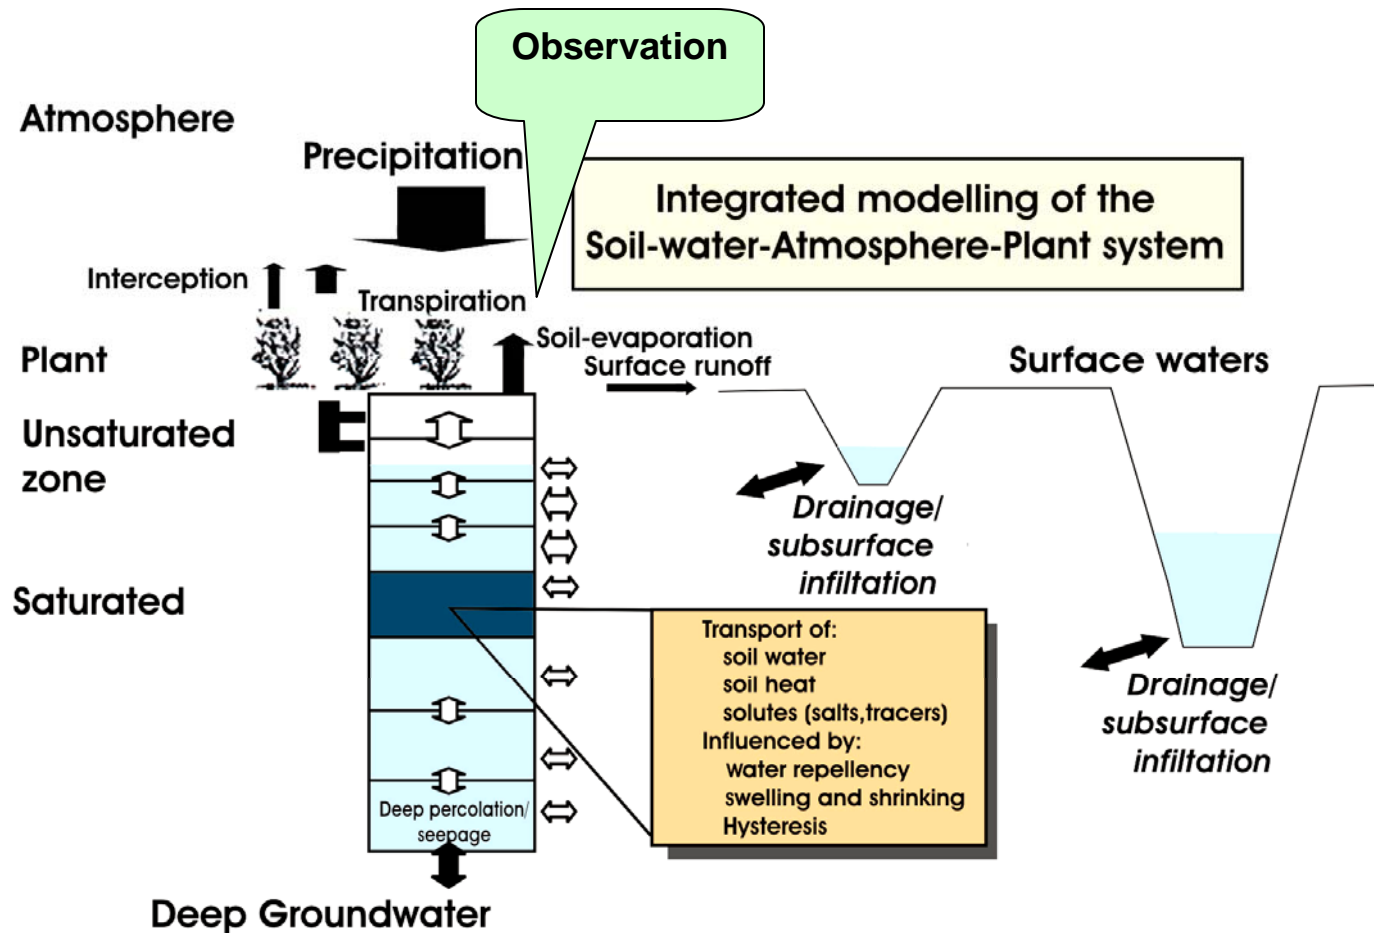 Observation
Atmosphere
Precipitation
Integrated modelling of the
Soil-water-Atmosphere-Plant system
Interception
Transpiration
Soil-evaporation
Surface runoff
Plant
Surface waters
Unsaturated
zone
Drainage/
subsurface
infiltation
Saturated
Transport of:
soil water
soil heat
solutes (salts,tracers)
Influenced by:
water repellency
swelling and shrinking
Hysteresis
Drainage/
subsurface
infiltation
Deep percolation/
seepage
Deep Groundwater